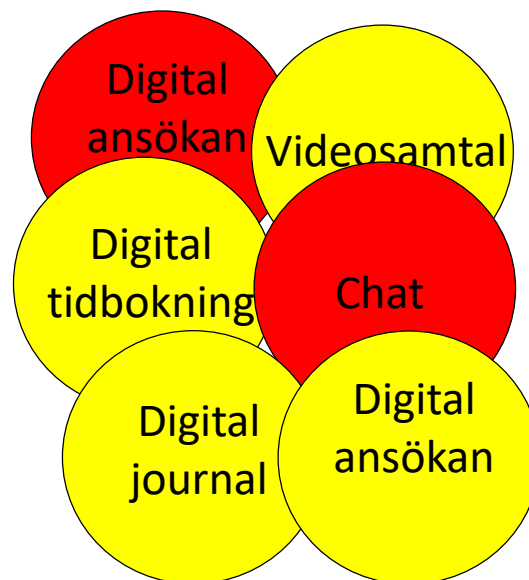 Digital
ansökan
Videosamtal
Digital
tidbokning
Chat
Digital
journal
Digital
ansökan